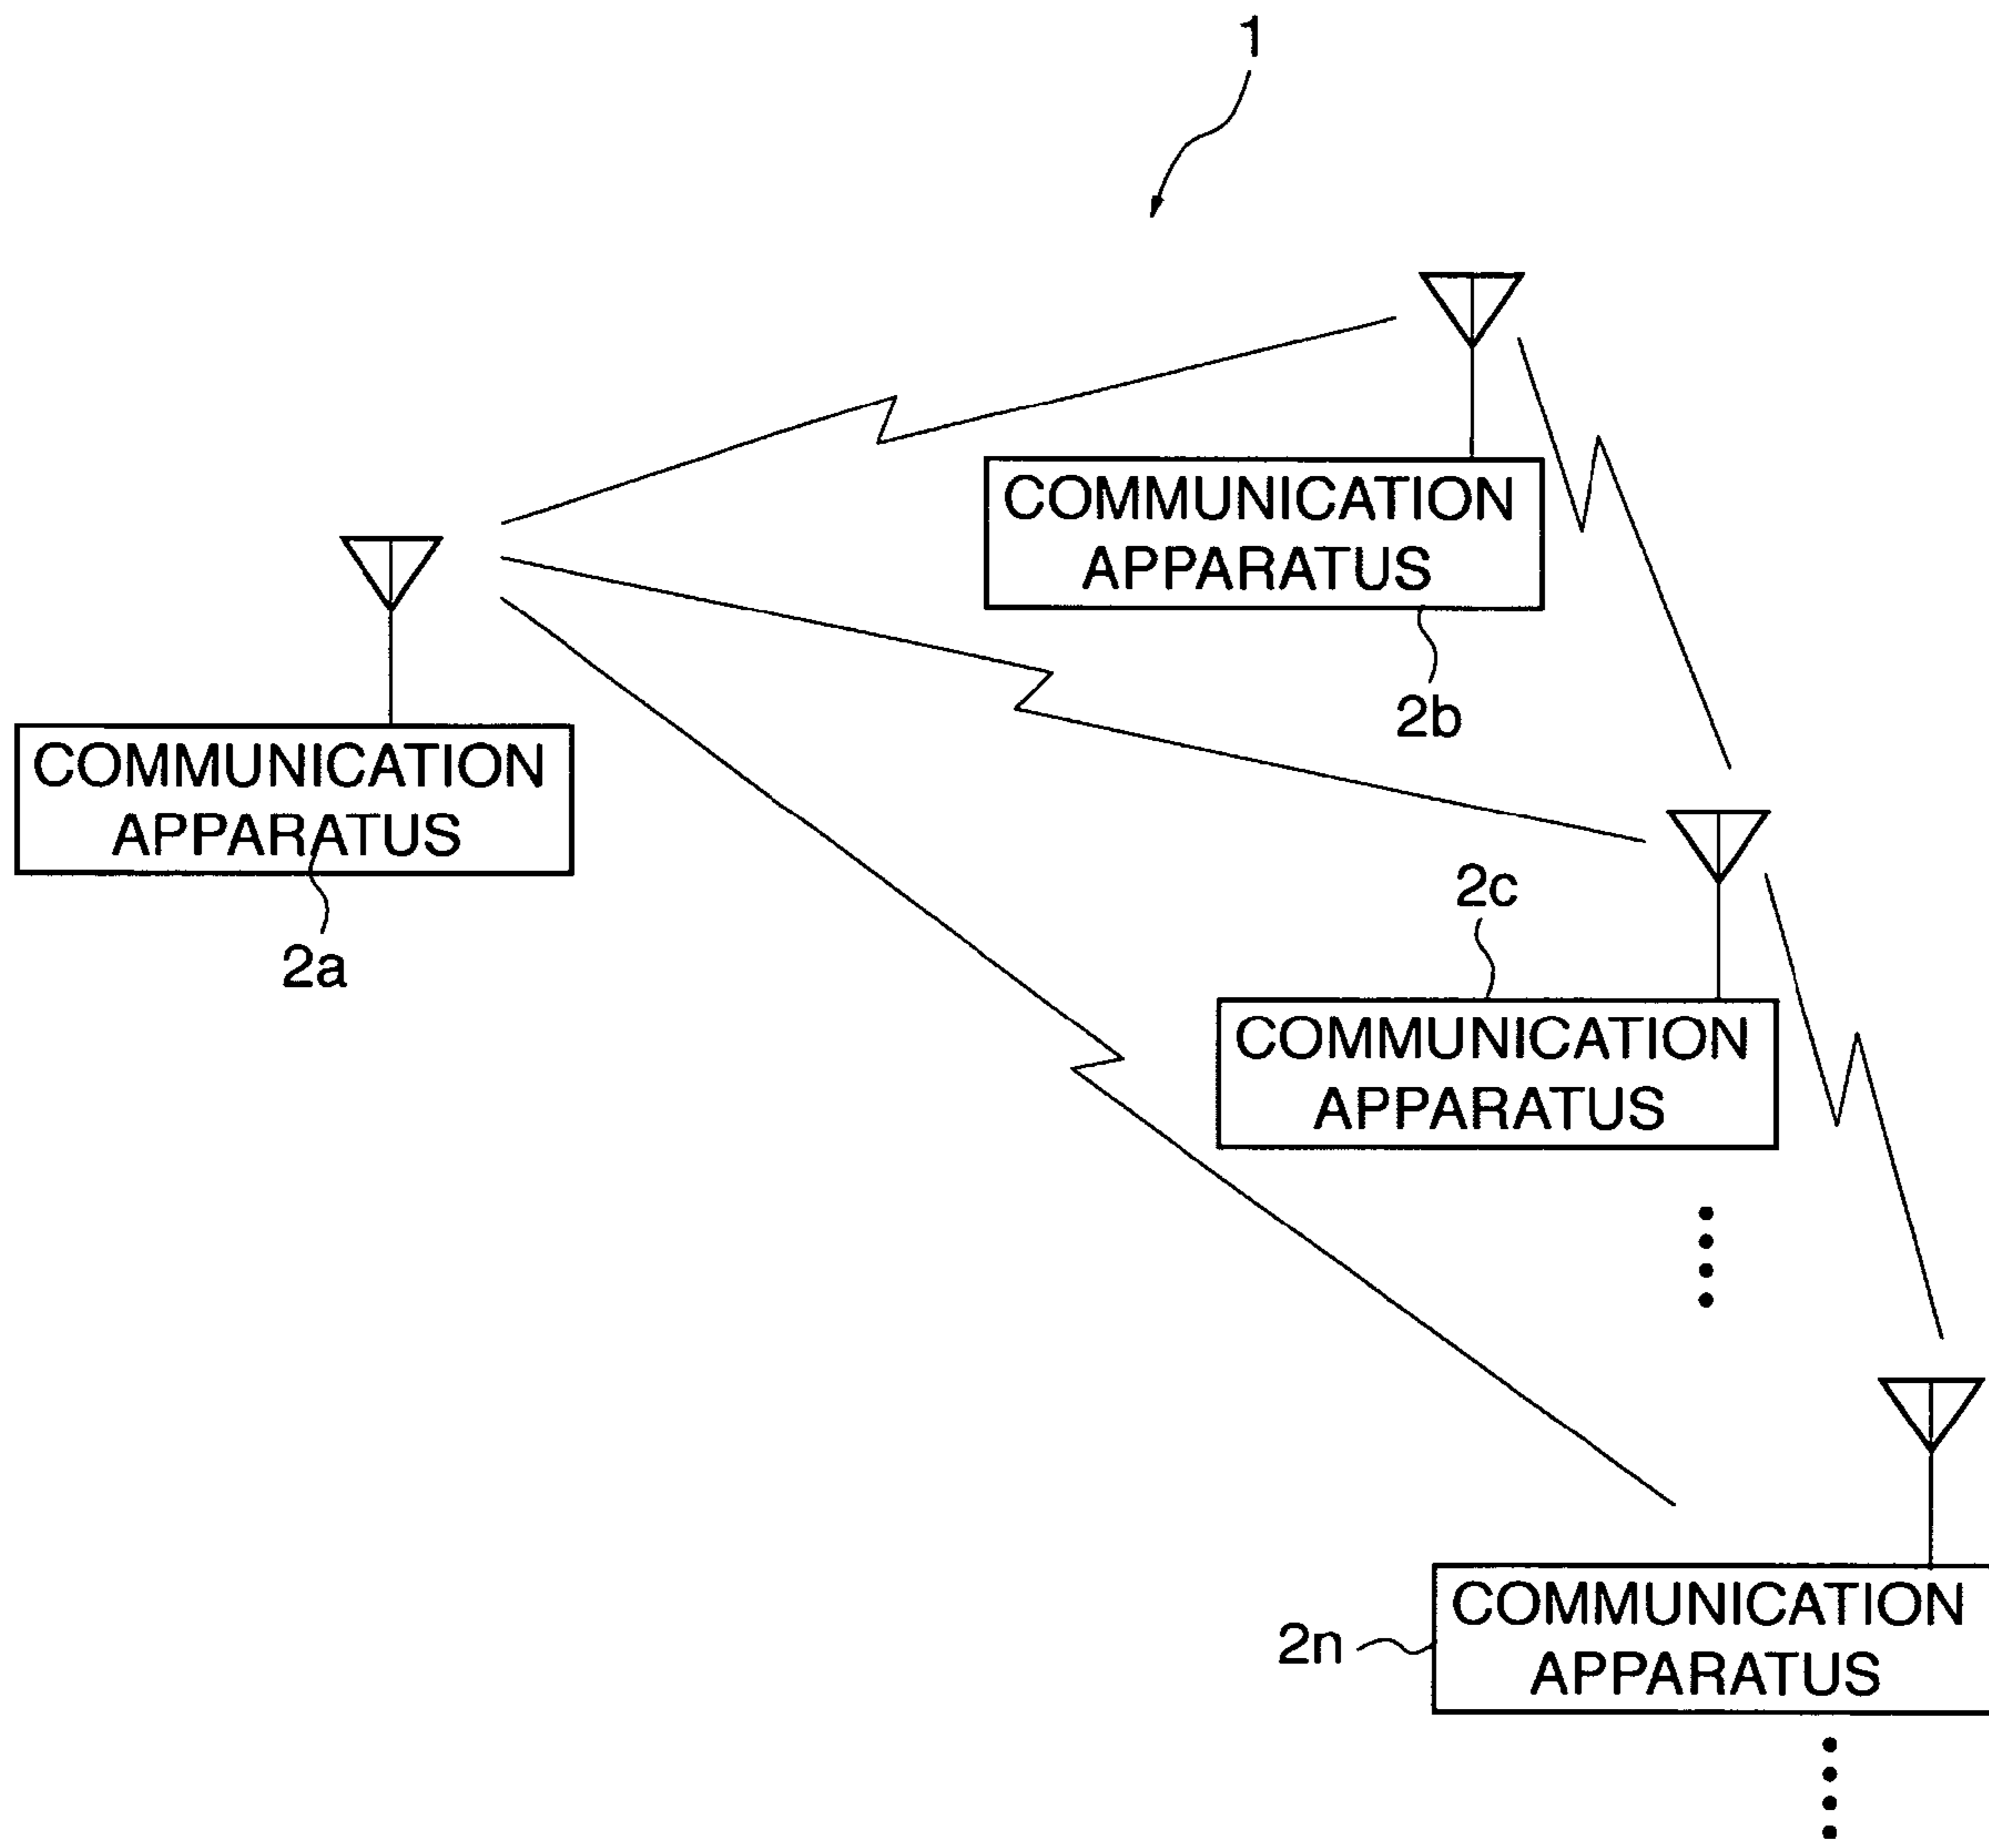 1
COMMUNICATION
APPARATUS
2b
COMMUNICATION
APPARATUS
2a
2c
COMMUNICATION
APPARATUS
2n
COMMUNICATION
APPARATUS